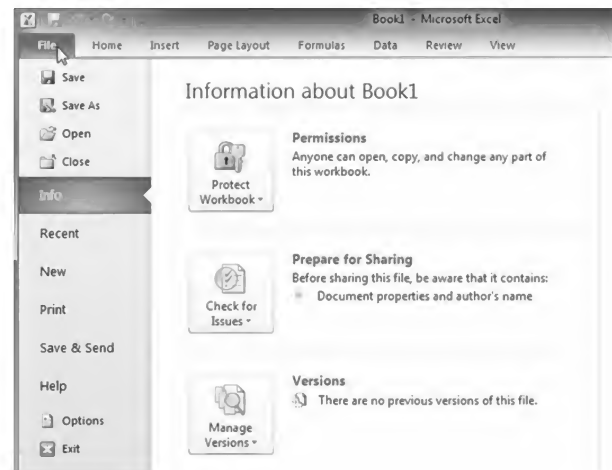 Book1 - Microsoft Excel
File Home Insert Page Layout Formulas Data Review View
Save
Save As
Open
Close
Info
Recent
New
Print
Save & Send
Help
Options
Exit
Information about Book1
Protect
Workbook
Permissions
Anyone can open, copy, and change any part of
this workbook.
Check for
Issues
Prepare for Sharing
Before sharing this file, be aware that it contains:
Document properties and author's name
Manage
Versions
Versions
There are no previous versions of this file.